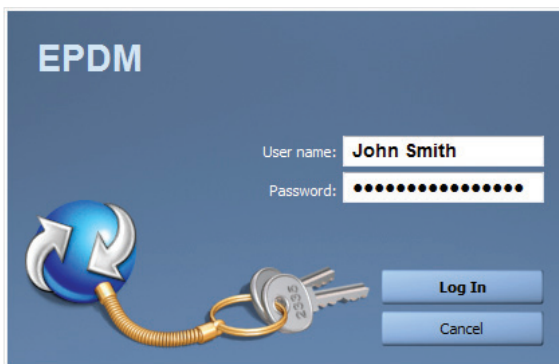 EPDM
User name: John Smith
Password: ●●●●●●●●●●●●●●●●
Log In
Cancel
2335